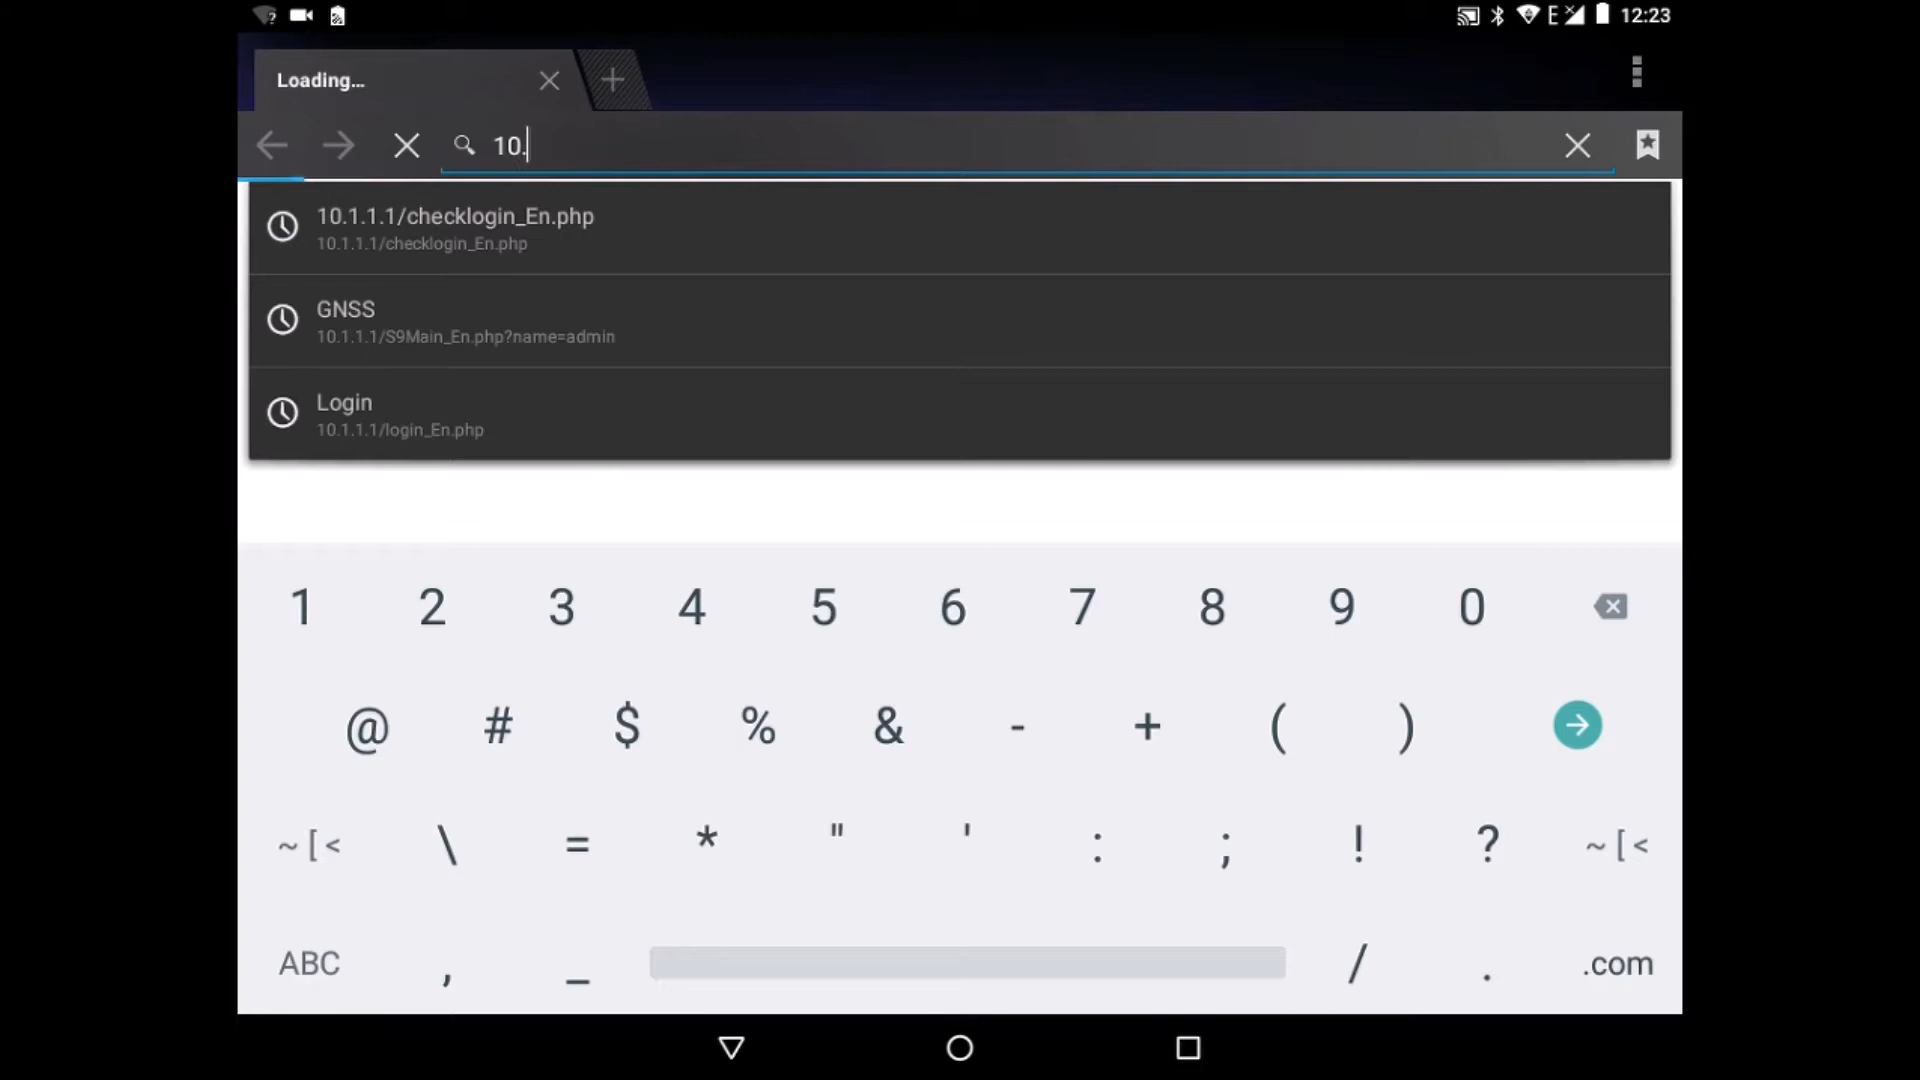 E 12:23
Loading...
10.
10.1.1.1/checklogin_En.php
10.1.1.1/checklogin_En.php
GNSS
10.1.1.1/S9Main_En.php?name=admin
Login
10.1.1.1/login_En.php
1 2 3 4 5 6 7 8 9 0
@ # $ % & - + ( )
~ [ < \ = * " ' : ; ! ? ~ [ <
ABC , _ / . .com